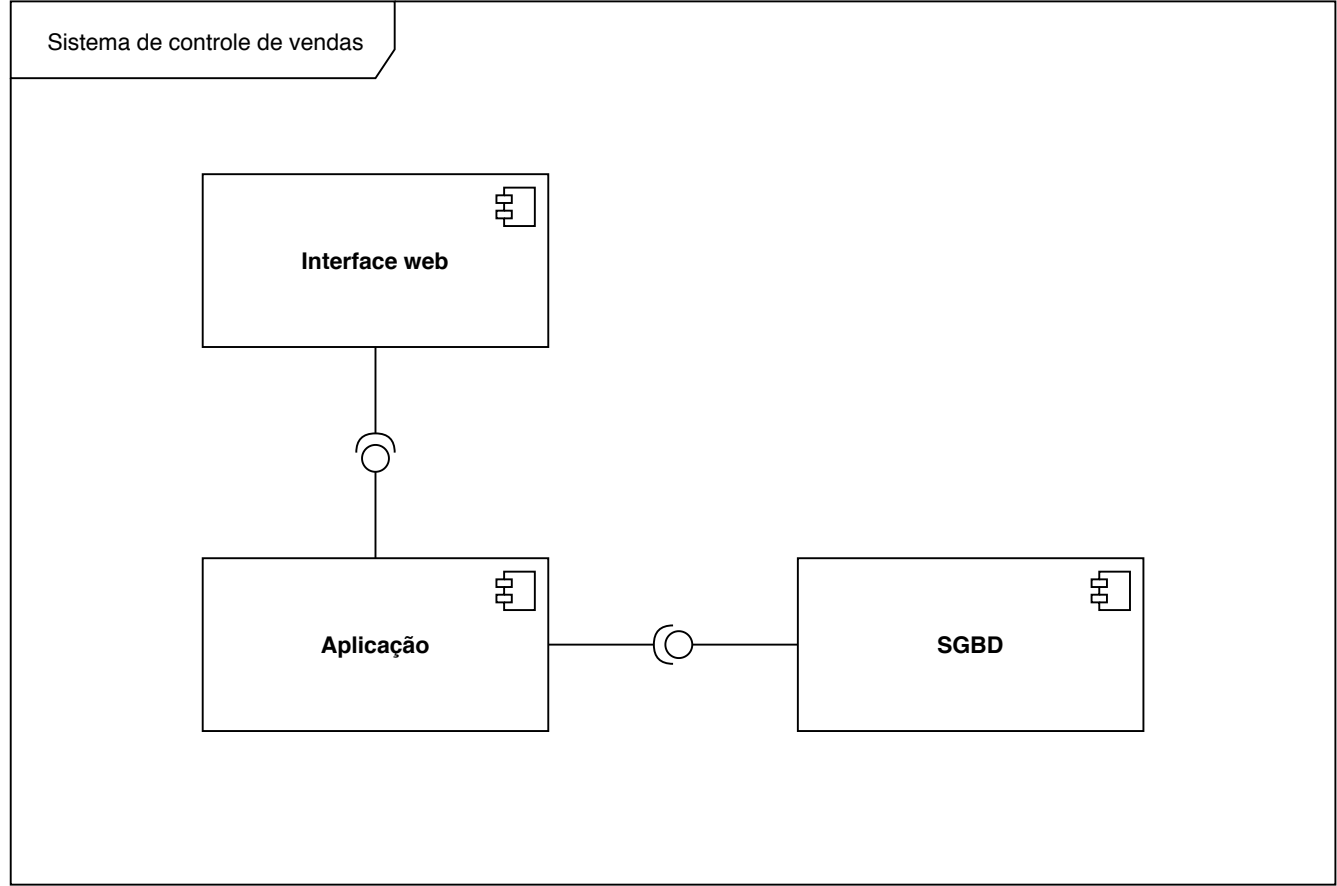 Sistema de controle de vendas
Interface web
Aplicação
SGBD